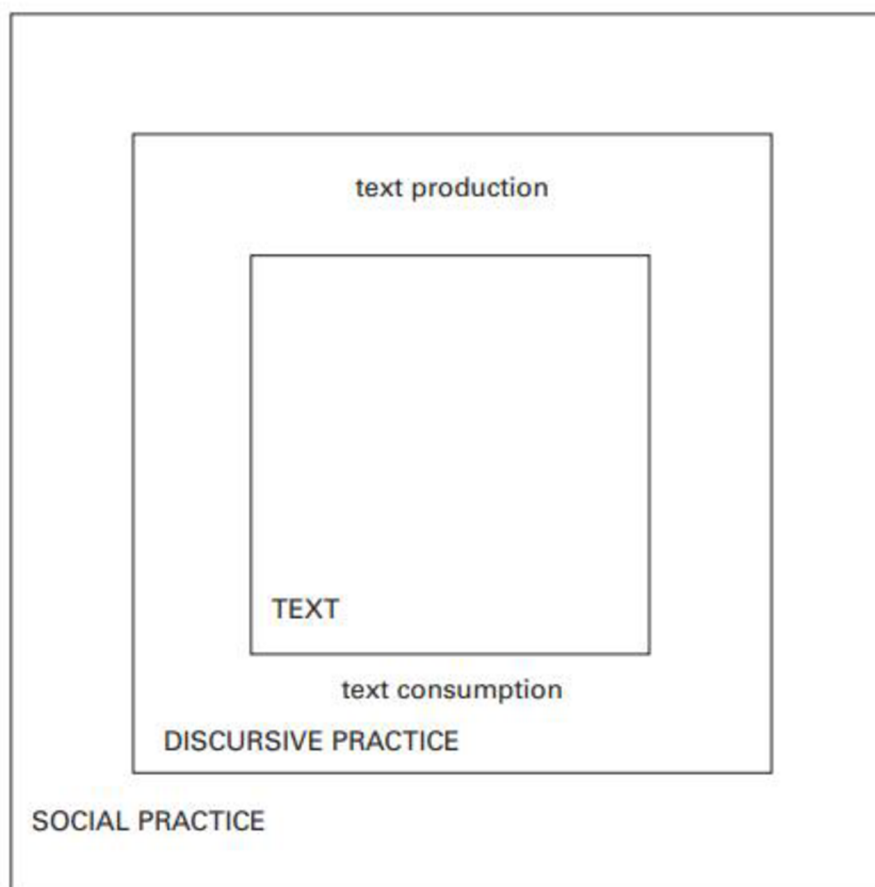 text production
TEXT
text consumption
DISCURSIVE PRACTICE
SOCIAL PRACTICE